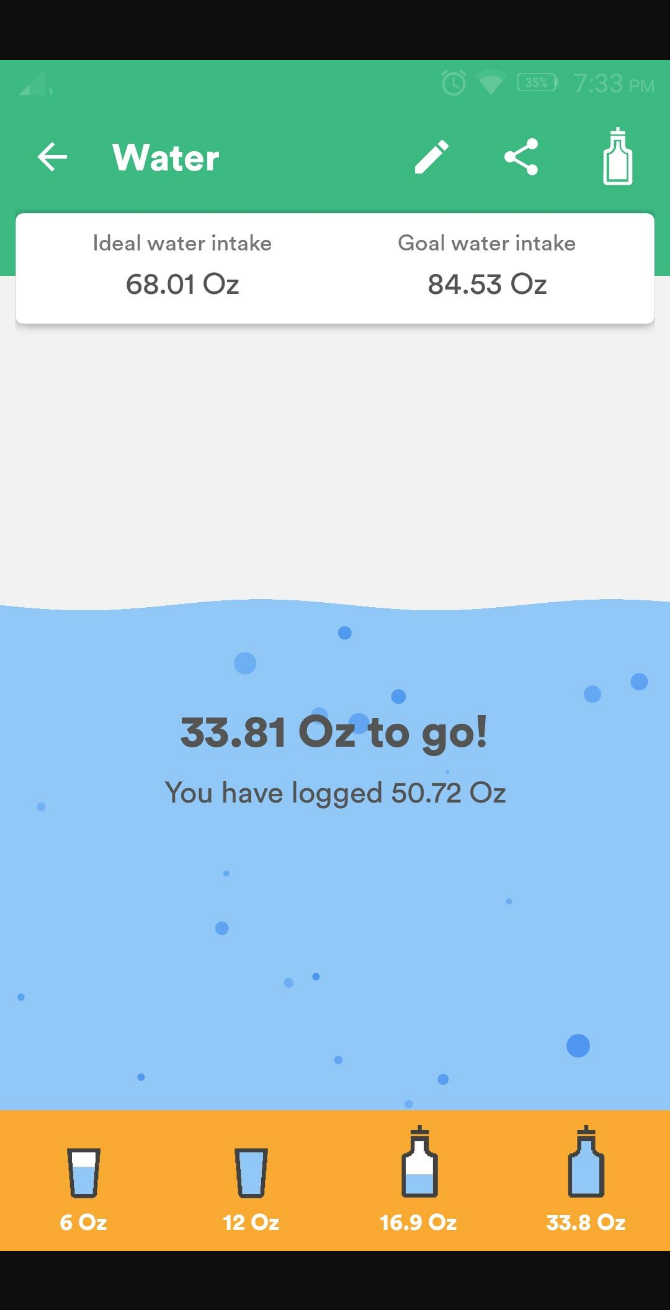 1 35% 7:33 PM
Water
Ideal water intake Goal water intake
68.01 Oz 84.53 Oz
33.81 Oz to go!
You have logged 50.72 Oz
6 Oz 12 Oz 16.9 Oz 33.8 Oz